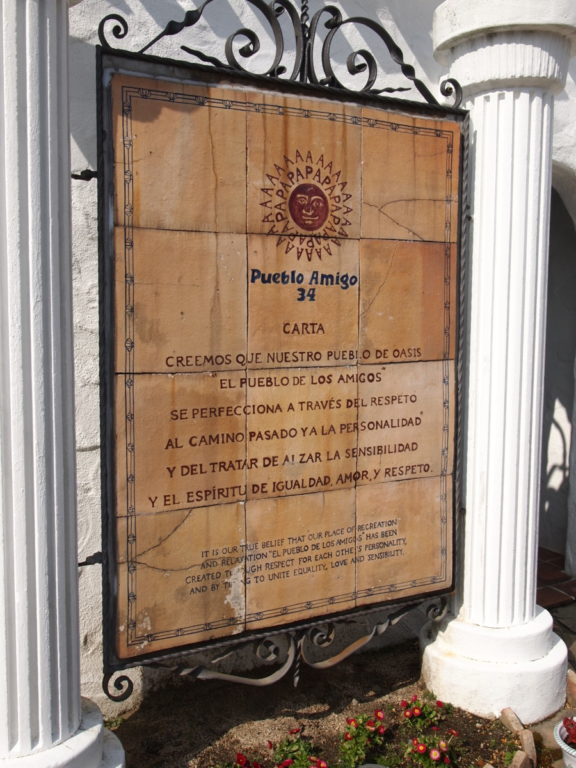 Pueblo Amigo
34
CARTA
CREEMOS QUE NUESTRO PUEBLO DE OASIS
EL PUEBLO DE LOS AMIGOS"
SE PERFECCIONA A TRAVÉS DEL RESPETO
AL CAMINO PASADO Y A LA PERSONALIDAD"
Y DEL TRATAR DE ALZAR LA SENSIBILIDAD
Y EL ESPÍRITU DE IGUALDAD, AMOR, Y RESPETO.
IT IS OUR TRUE BELIEF THAT OUR PLACE OF RECREATION
AND RELAXATION "EL PUEBLO DE LOS AMIGOS" HAS BEEN
CREATED THROUGH RESPECT FOR EACH OTHER'S PERSONALITY,
AND BY TO UNITE EQUALITY, LOVE AND SENSIBILITY.